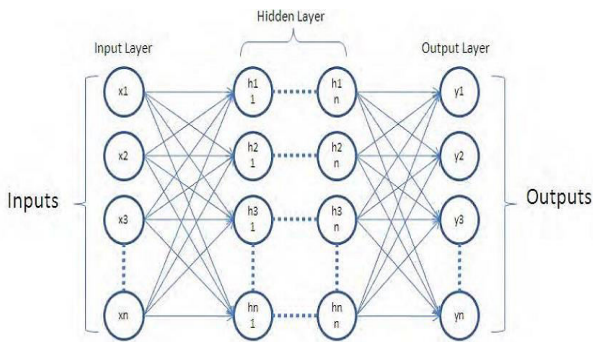 Hidden Layer
Input Layer
Output Layer
x1
h1
1
h1
n
y1
x2
h2
1
h2
n
y2
Inputs
Outputs
x3
h3
1
h3
n
y3
xn
hn
1
hn
n
yn